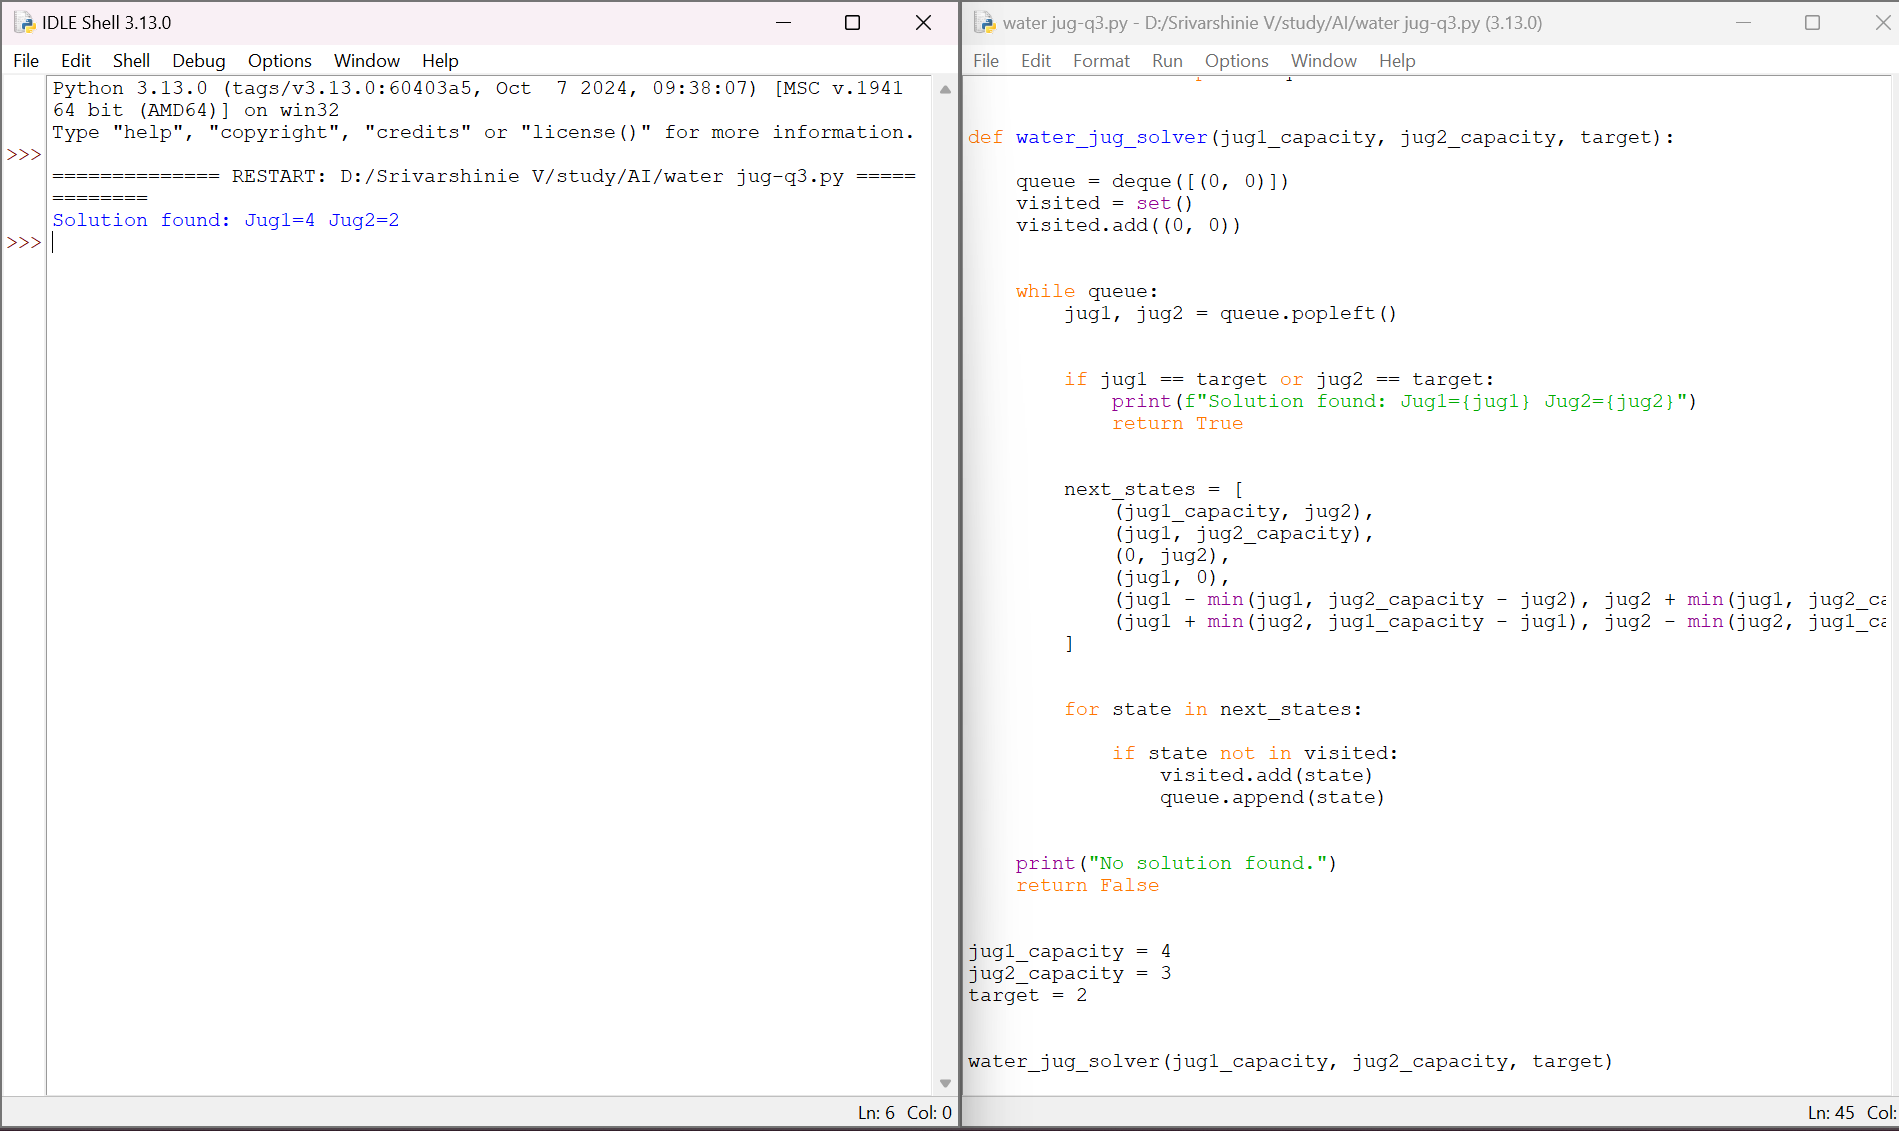 IDLE Shell 3.13.0
File Edit Shell Debug Options Window Help
Python 3.13.0 (tags/v3.13.0:60403a5, Oct  7 2024, 09:38:07) [MSC v.1941
64 bit (AMD64)] on win32
Type "help", "copyright", "credits" or "license()" for more information.
>>>
============== RESTART: D:/Srivarshinie V/study/AI/water jug-q3.py =====
========
Solution found: Jug1=4 Jug2=2
>>>
Ln: 6 Col: 0
water jug-q3.py - D:/Srivarshinie V/study/AI/water jug-q3.py (3.13.0)
File Edit Format Run Options Window Help
def water_jug_solver(jug1_capacity, jug2_capacity, target):
    queue = deque([(0, 0)])
    visited = set()
    visited.add((0, 0))
    while queue:
        jug1, jug2 = queue.popleft()
        if jug1 == target or jug2 == target:
            print(f"Solution found: Jug1={jug1} Jug2={jug2}")
            return True
        next_states = [
            (jug1_capacity, jug2),
            (jug1, jug2_capacity),
            (0, jug2),
            (jug1, 0),
            (jug1 - min(jug1, jug2_capacity - jug2), jug2 + min(jug1, jug2_ca
            (jug1 + min(jug2, jug1_capacity - jug1), jug2 - min(jug2, jug1_ca
        ]
        for state in next_states:
            if state not in visited:
                visited.add(state)
                queue.append(state)
    print("No solution found.")
    return False
jug1_capacity = 4
jug2_capacity = 3
target = 2
water_jug_solver(jug1_capacity, jug2_capacity, target)
Ln: 45 Col: